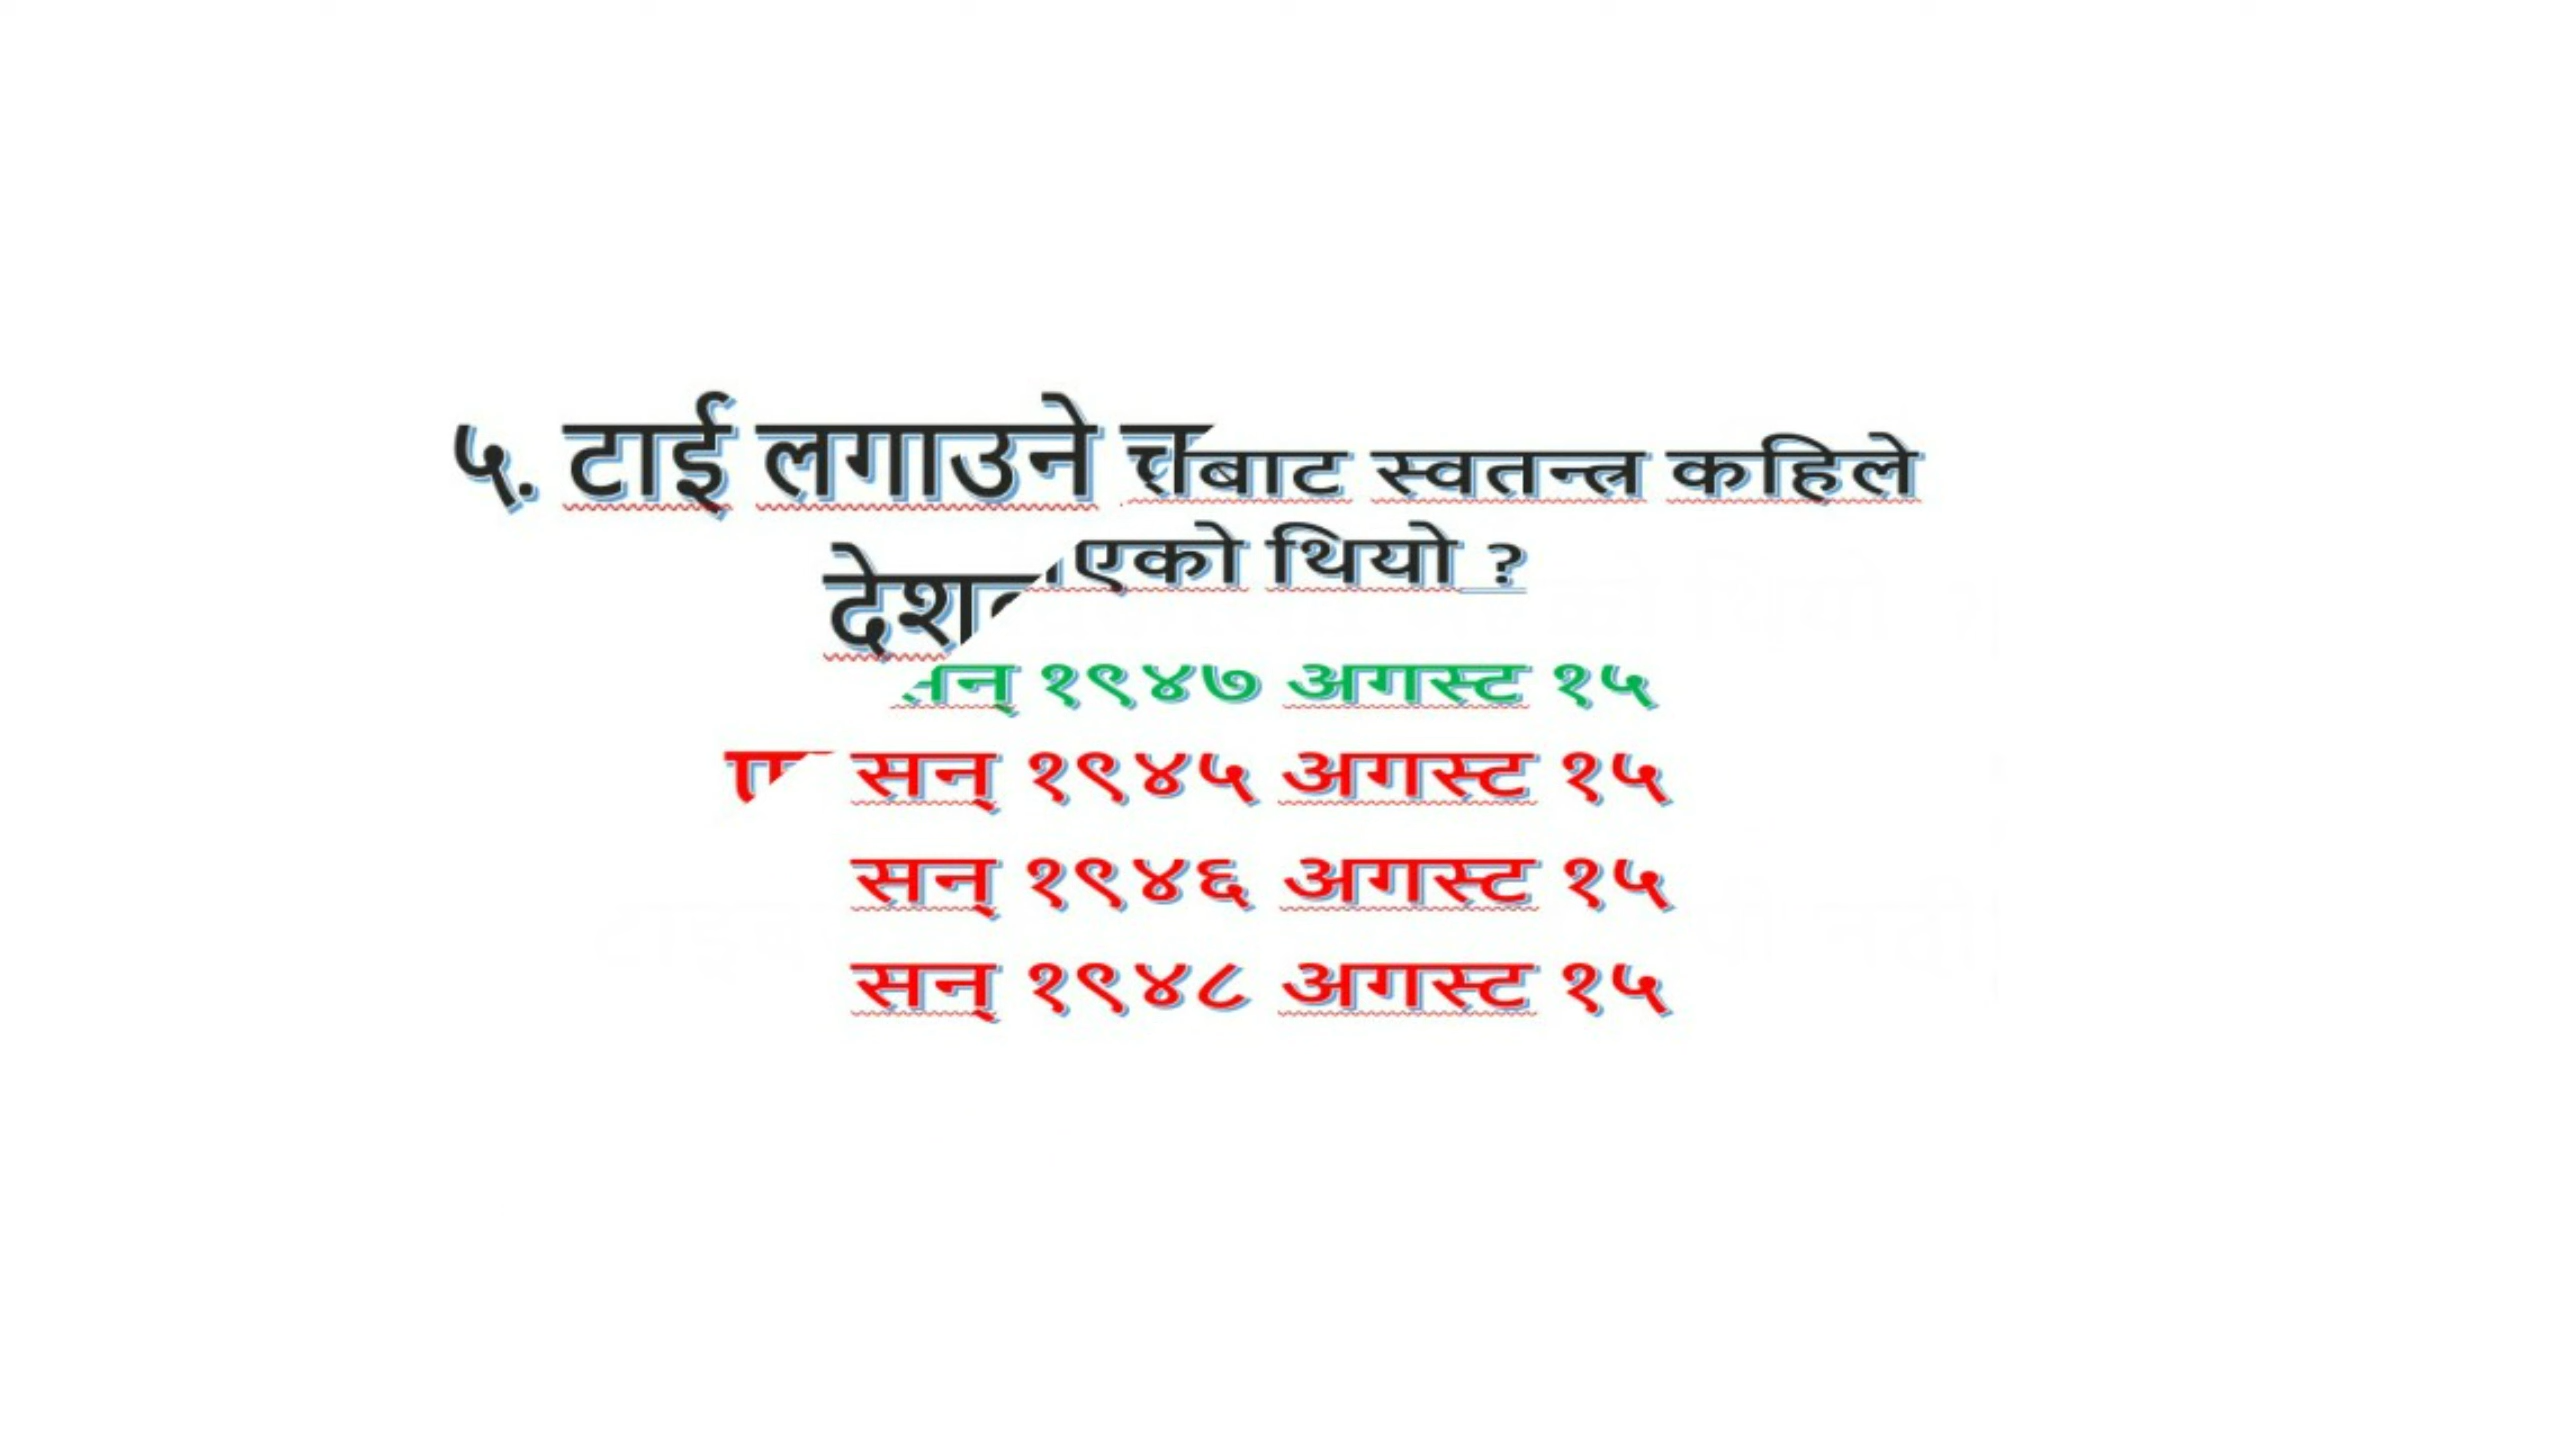 ५. टाई लगाउने बाट स्वतन्त्र कहिले
एको थियो ?
सन् १९४७ अगस्ट १५
सन् १९४५ अगस्ट १५
सन् १९४६ अगस्ट १५
सन् १९४८ अगस्ट १५